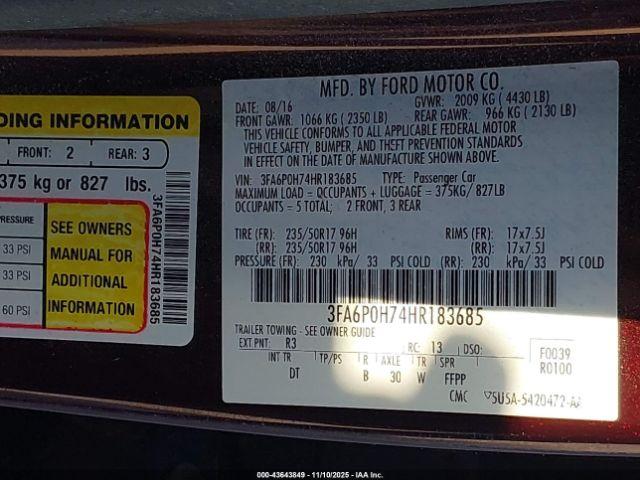 DING INFORMATION
FRONT: 2 REAR: 3
375 kg or 827 lbs.
PRESSURE
33 PSI
33 PSI
60 PSI
SEE OWNERS
MANUAL FOR
ADDITIONAL
INFORMATION
3FA6P0H74HR183685
MFD. BY FORD MOTOR CO.
DATE: 08/16 GVWR: 2009 KG ( 4430 LB)
FRONT GAWR: 1066 KG ( 2350 LB) REAR GAWR: 966 KG ( 2130 LB)
THIS VEHICLE CONFORMS TO ALL APPLICABLE FEDERAL MOTOR
VEHICLE SAFETY, BUMPER, AND THEFT PREVENTION STANDARDS
IN EFFECT ON THE DATE OF MANUFACTURE SHOWN ABOVE.
VIN: 3FA6P0H74HR183685 TYPE: Passenger Car
MAXIMUM LOAD = OCCUPANTS + LUGGAGE = 375KG/ 827LB
OCCUPANTS = 5 TOTAL: 2 FRONT, 3 REAR
TIRE (FR): 235/50R17 96H RIMS (FR): 17x7.5J
(RR): 235/50R17 96H (RR): 17x7.5J
PRESSURE (FR): 230 kPa/ 33 PSI COLD (RR): 230 kPa/ 33 PSI COLD
3FA6P0H74HR183685
TRAILER TOWING - SEE OWNER GUIDE
EXT PNT: R3 RC: 13 DSO: F0039
INT TR TP/PS R AXLE TR SPR R0100
DT B 30 W FFPP
CMC 5U5A-5420472-AA
000-43643849 — 11/10/2025 — IAA Inc.